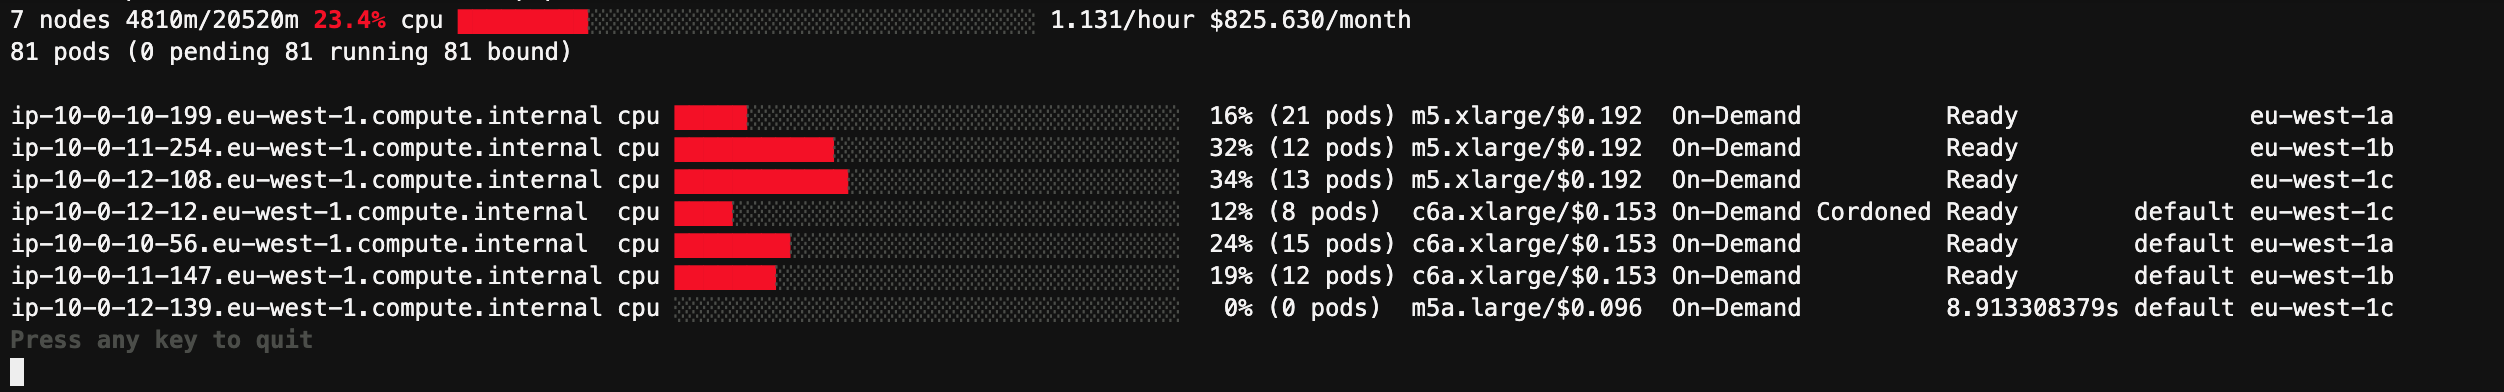 7 nodes 4810m/20520m 23.4% cpu 1.131/hour $825.630/month
81 pods (0 pending 81 running 81 bound)
ip-10-0-10-199.eu-west-1.compute.internal cpu 16% (21 pods) m5.xlarge/$0.192 On-Demand Ready eu-west-1a
ip-10-0-11-254.eu-west-1.compute.internal cpu 32% (12 pods) m5.xlarge/$0.192 On-Demand Ready eu-west-1b
ip-10-0-12-108.eu-west-1.compute.internal cpu 34% (13 pods) m5.xlarge/$0.192 On-Demand Ready eu-west-1c
ip-10-0-12-12.eu-west-1.compute.internal cpu 12% (8 pods) c6a.xlarge/$0.153 On-Demand Cordoned Ready default eu-west-1c
ip-10-0-10-56.eu-west-1.compute.internal cpu 24% (15 pods) c6a.xlarge/$0.153 On-Demand Ready default eu-west-1a
ip-10-0-11-147.eu-west-1.compute.internal cpu 19% (12 pods) c6a.xlarge/$0.153 On-Demand Ready default eu-west-1b
ip-10-0-12-139.eu-west-1.compute.internal cpu 0% (0 pods) m5a.large/$0.096 On-Demand 8.913308379s default eu-west-1c
Press any key to quit